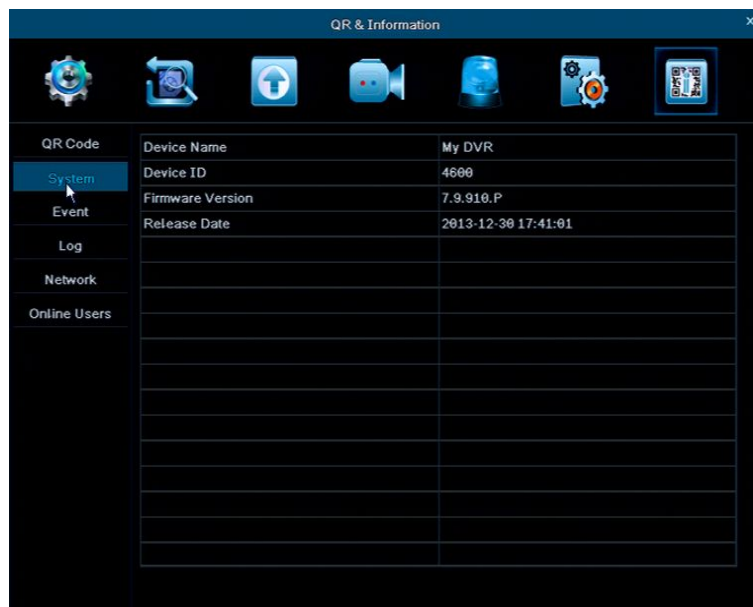 QR & Information x
QR Code
System
Event
Log
Network
Online Users
Device Name My DVR
Device ID 4600
Firmware Version 7.9.910.P
Release Date 2013-12-30 17:41:01